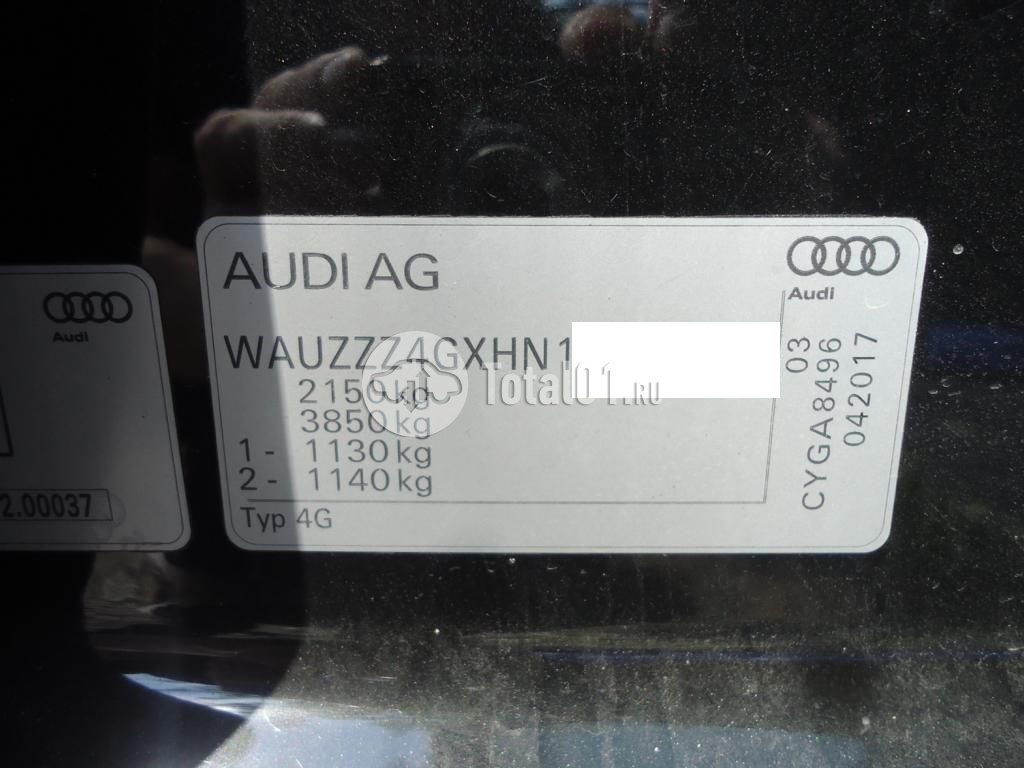 AUDI AG
Audi
WAUZZZ4GXHN1
2150 kg
3850 kg
1 - 1130 kg
2 - 1140 kg
Typ 4G
03
CYGA8496
042017
Audi
2.00037
Total01.RU